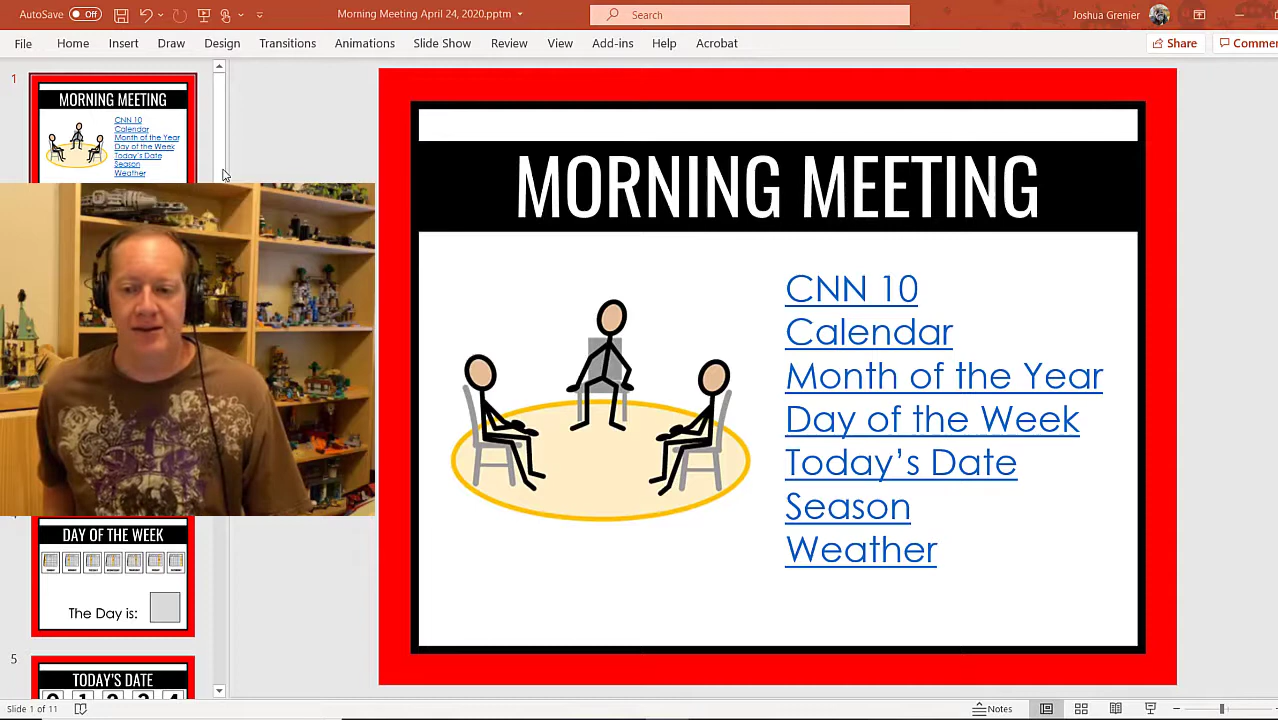 AutoSave Off Morning Meeting April 24, 2020.pptm Search Joshua Grenier
File Home Insert Draw Design Transitions Animations Slide Show Review View Add-ins Help Acrobat Share Comme
1
MORNING MEETING
CNN 10
Calendar
Month of the Year
Day of the Week
Today's Date
Season
Weather
DAY OF THE WEEK
The Day is:
5
TODAY'S DATE
MORNING MEETING
CNN 10
Calendar
Month of the Year
Day of the Week
Today's Date
Season
Weather
Slide 1 of 11 Notes